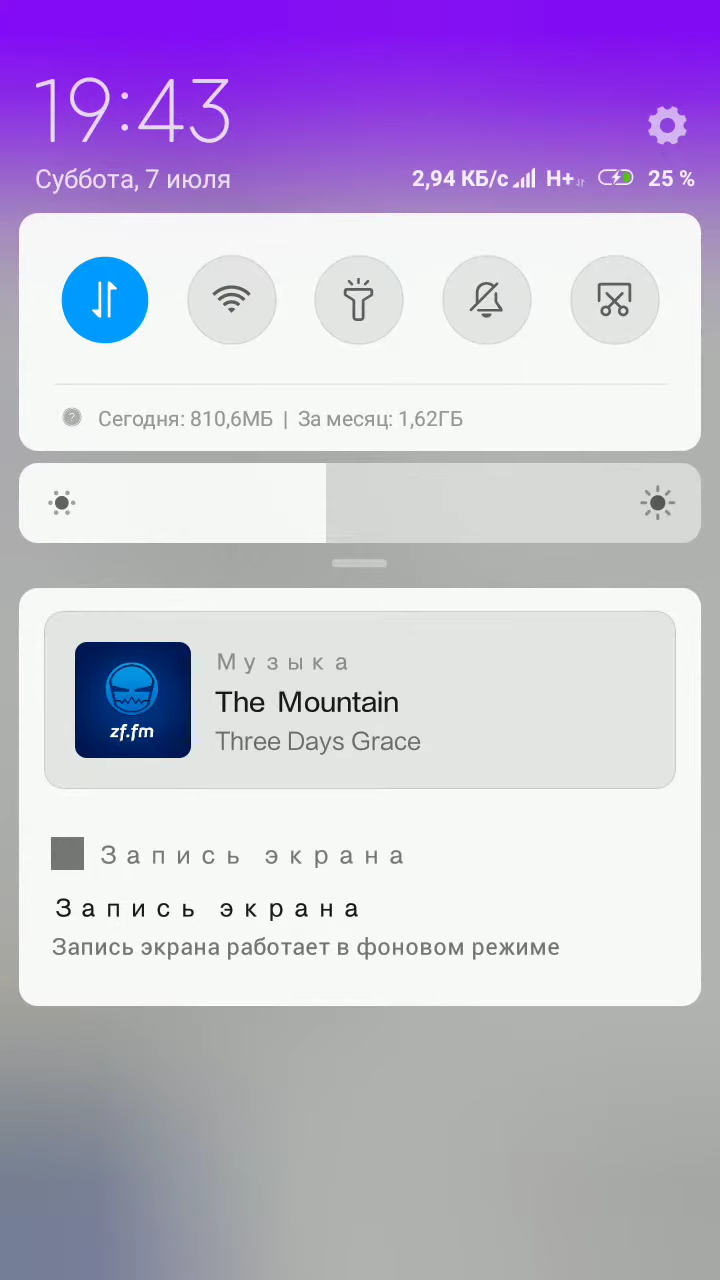 19:43
Суббота, 7 июля
2,94 КБ/с H+ 25 %
Сегодня: 810,6МБ | За месяц: 1,62ГБ
zf.fm
Музыка
The Mountain
Three Days Grace
Запись экрана
Запись экрана
Запись экрана работает в фоновом режиме